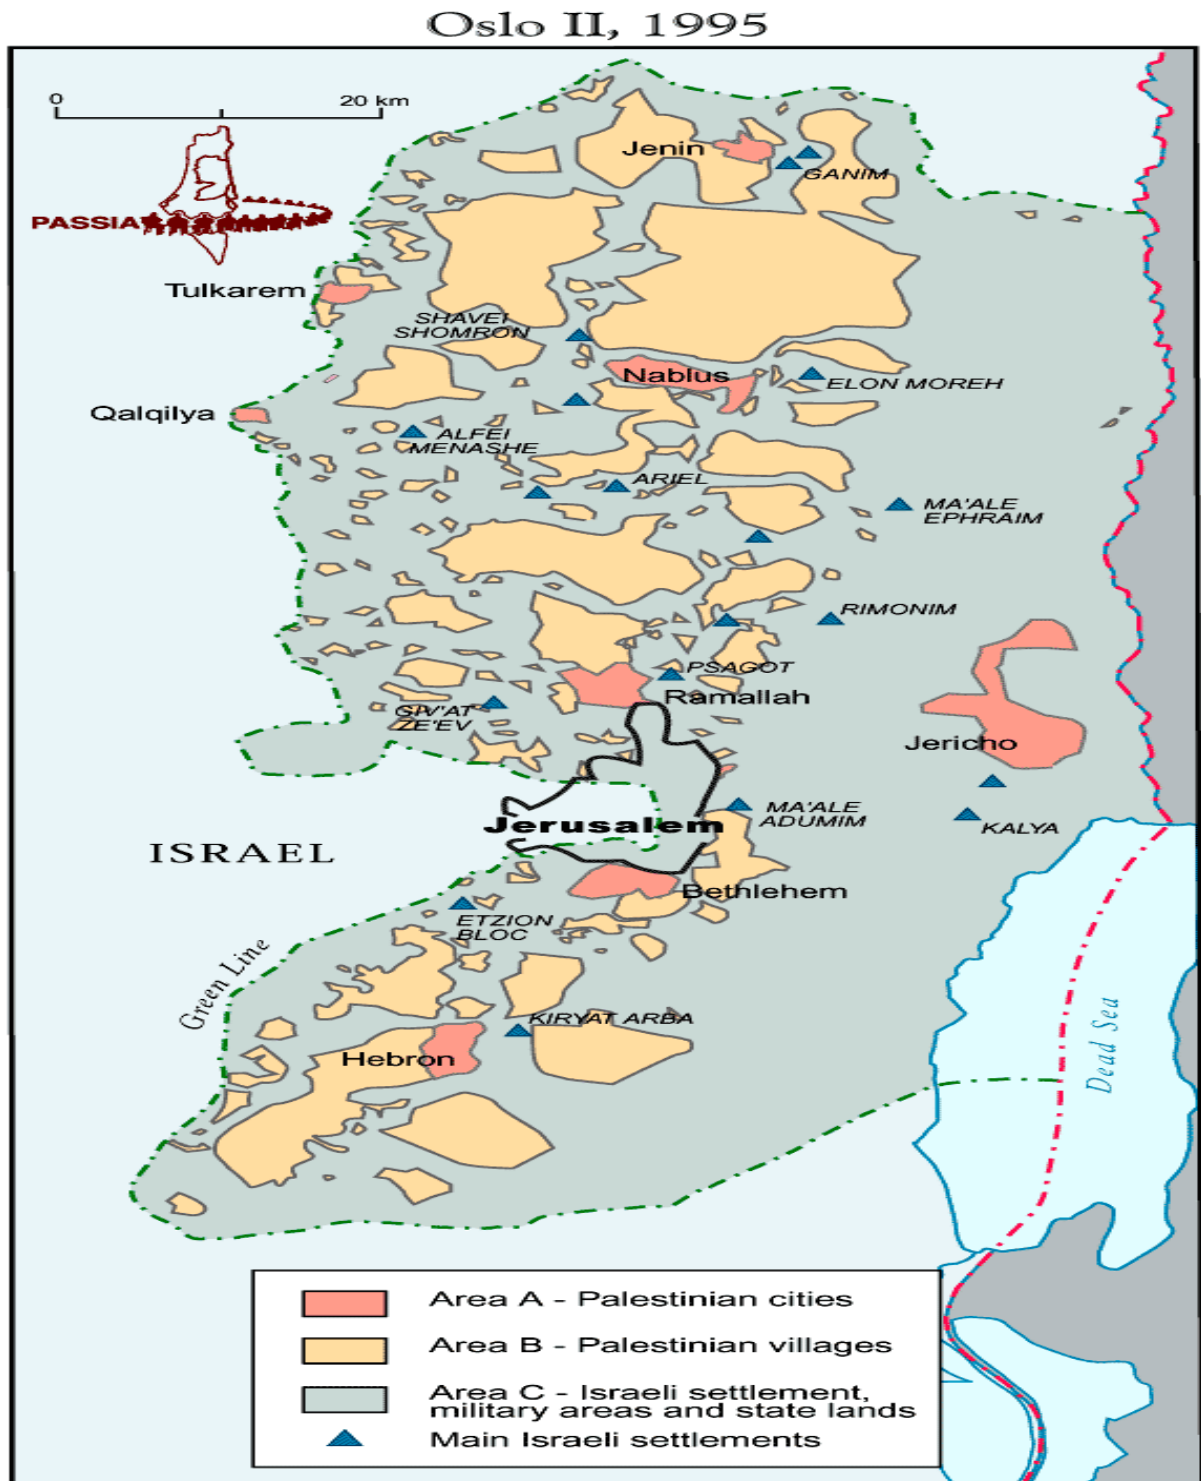 Oslo II, 1995
0
20 km
PASSIA
Jenin
GANIM
Tulkarem
SHAVEI
SHOMRON
Nablus
ELON MOREH
Qalqilya
ALFEI
MENASHE
ARIEL
MA'ALE
EPHRAIM
RIMONIM
PSAGOT
Ramallah
GIV'AT
ZE'EV
Jericho
MA'ALE
ADUMIM
KALYA
Jerusalem
ISRAEL
Bethlehem
ETZION
BLOC
Green Line
KIRYAT ARBA
Hebron
Dead Sea
Area A - Palestinian cities
Area B - Palestinian villages
Area C - Israeli settlement,
military areas and state lands
Main Israeli settlements